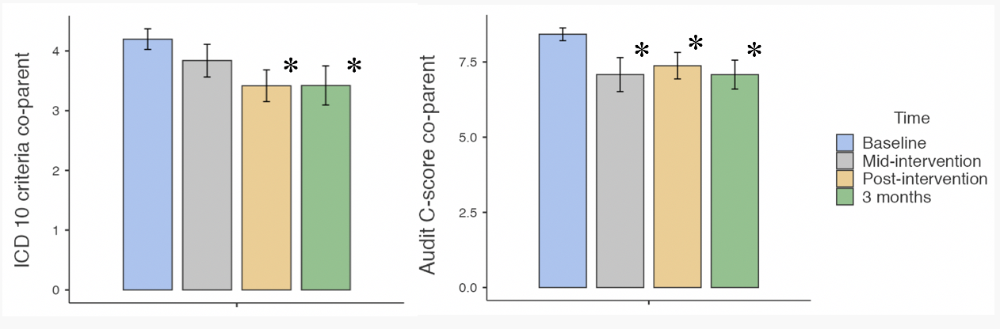 ICD 10 criteria co-parent
4
3
2
1
0
* *
Audit C-score co-parent
7.5
5.0
2.5
0.0
* * *
Time
Baseline
Mid-intervention
Post-intervention
3 months